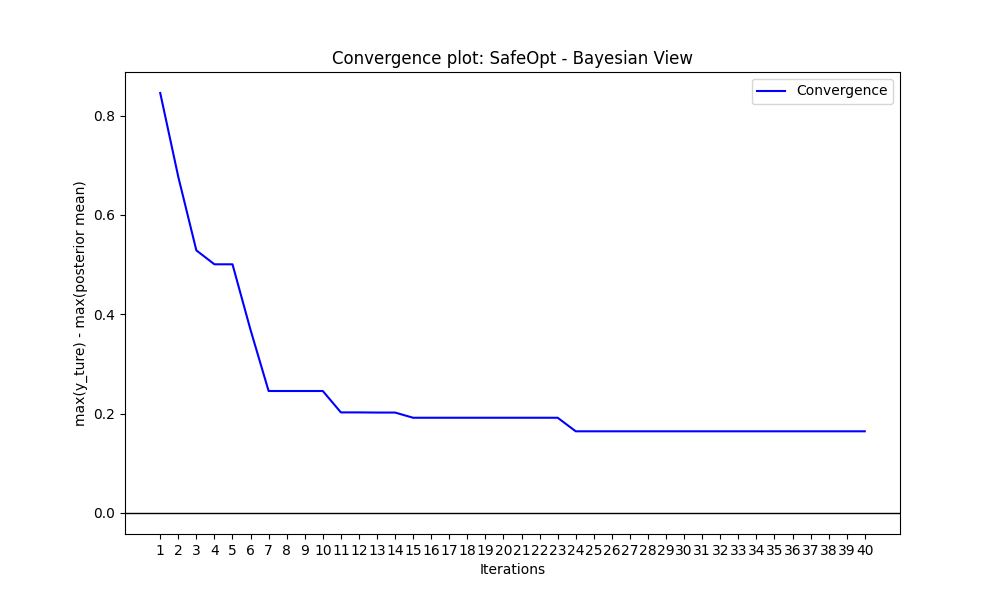 Convergence plot: SafeOpt - Bayesian View
Convergence
max(y_ture) - max(posterior mean)
0.8
0.6
0.4
0.2
0.0
1 2 3 4 5 6 7 8 9 10 11 12 13 14 15 16 17 18 19 20 21 22 23 24 25 26 27 28 29 30 31 32 33 34 35 36 37 38 39 40
Iterations